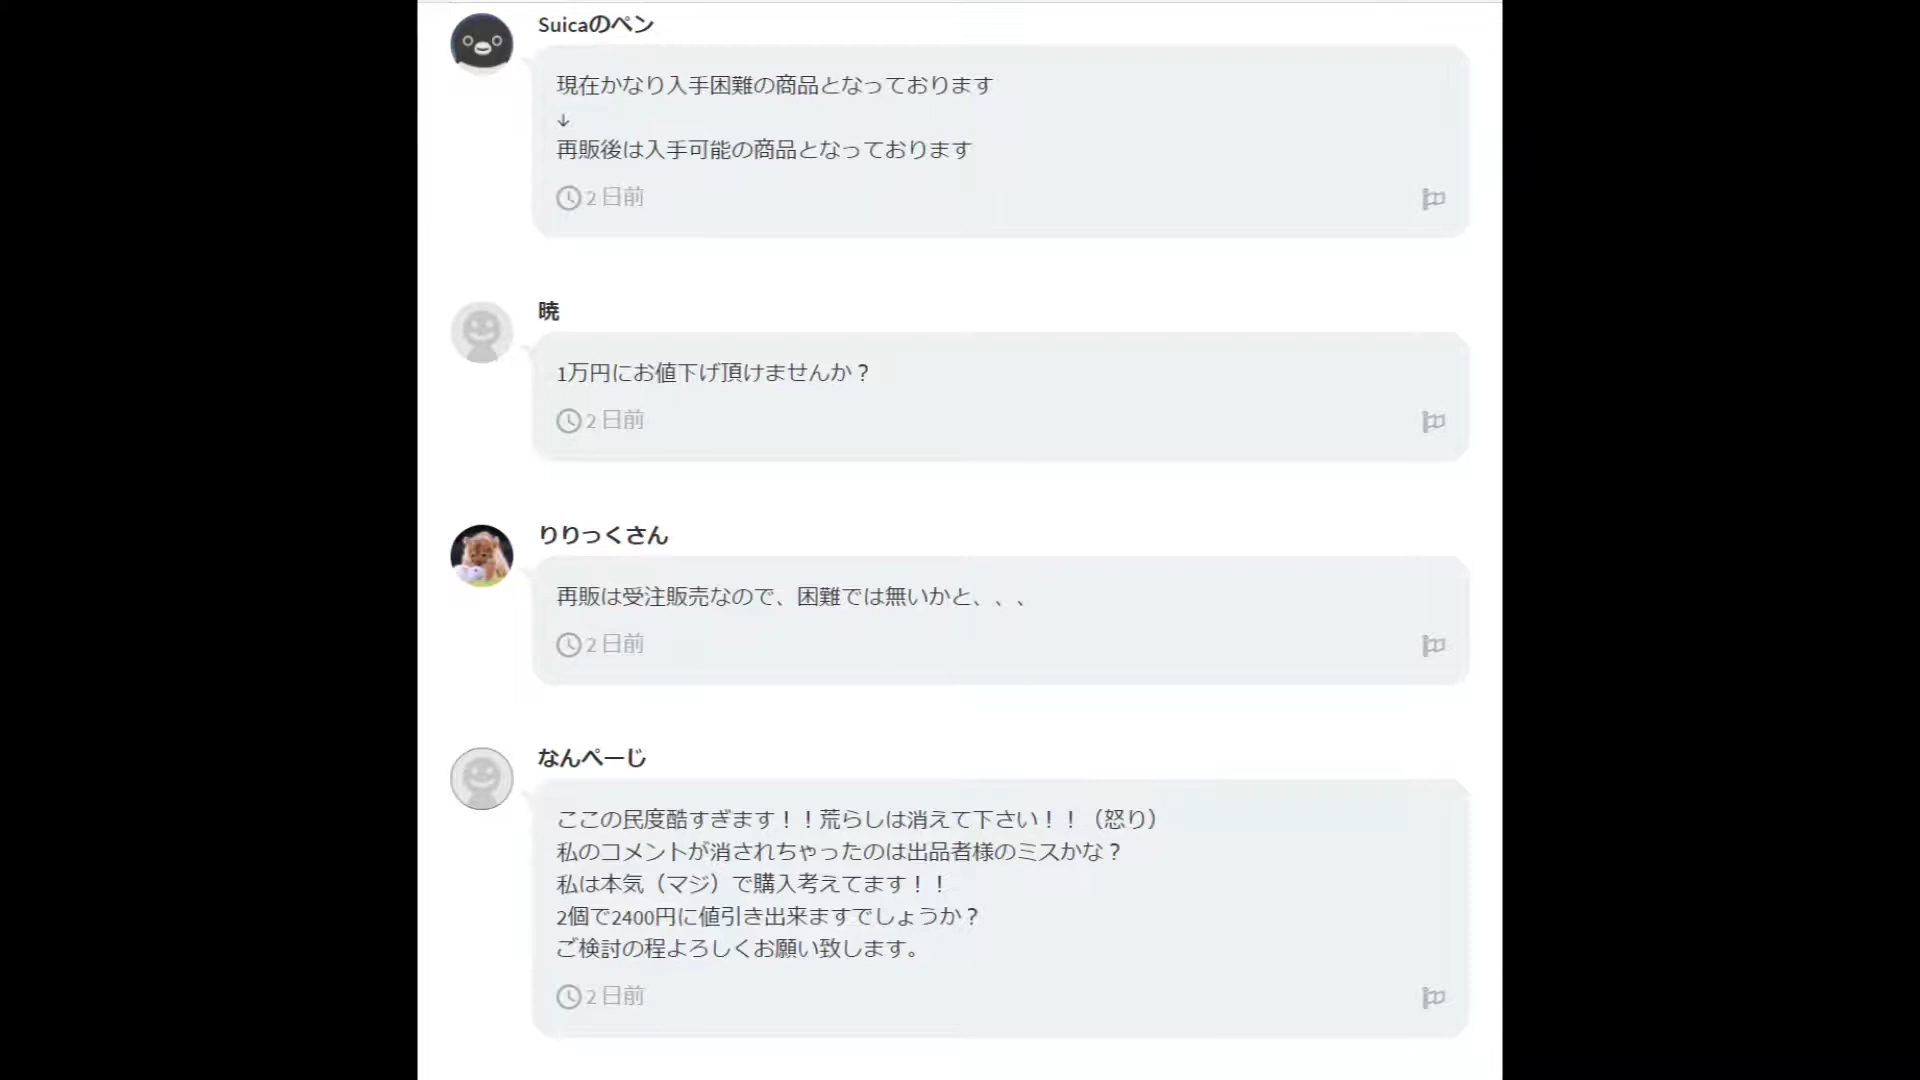 Suicaのペン
現在かなり入手困難の商品となっております
↓
再販後は入手可能の商品となっております
2 日前
暁
1万円にお値下げ頂けませんか？
2 日前
りりっくさん
再販は受注販売なので、困難では無いかと、、、
2 日前
なんぺーじ
ここの民度酷すぎます！！荒らしは消えて下さい！！（怒り）
私のコメントが消されちゃったのは出品者様のミスかな？
私は本気（マジ）で購入考えてます！！
2個で2400円に値引き出来ますでしょうか？
ご検討の程よろしくお願い致します。
2 日前